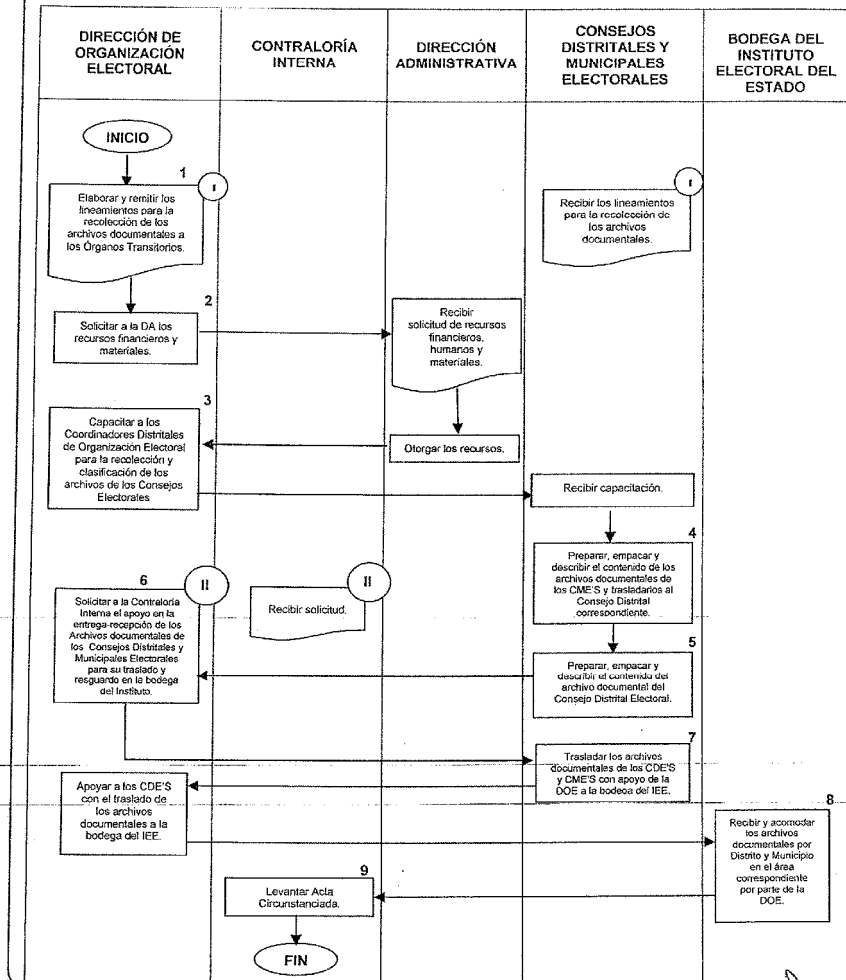 DIRECCIÓN DE
ORGANIZACIÓN
ELECTORAL
CONTRALORÍA
INTERNA
DIRECCIÓN
ADMINISTRATIVA
CONSEJOS
DISTRITALES Y
MUNICIPALES
ELECTORALES
BODEGA DEL
INSTITUTO
ELECTORAL DEL
ESTADO
INICIO
1
I
Elaborar y remitir los
lineamientos para la
recolección de los
archivos documentales a
los Órganos Transitorios.
I
Recibir los lineamientos
para la recolección de
los archivos
documentales.
2
Solicitar a la DA los
recursos financieros y
materiales.
Recibir
solicitud de recursos
financieros,
humanos y
materiales.
3
Capacitar a los
Coordinadores Distritales
de Organización Electoral
para la recolección y
clasificación de los
archivos de los Consejos
Electorales
Otorgar los recursos.
Recibir capacitación.
4
Preparar, empacar y
describir el contenido de los
archivos documentales de
los CME'S y trasladarlos al
Consejo Distrital
correspondiente.
6
II
Solicitar a la Contraloría
Interna el apoyo en la
entrega-recepción de los
Archivos documentales de
los Consejos Distritales y
Municipales Electorales
para su traslado y
resguardo en la bodega
del Instituto.
II
Recibir solicitud.
5
Preparar, empacar y
describir el contenido del
archivo documental del
Consejo Distrital Electoral.
7
Trasladar los archivos
documentales de los CDE'S
y CME'S con apoyo de la
DOE a la bodega del IEE.
Apoyar a los CDE'S
con el traslado de
los archivos
documentales a la
bodega del IEE.
8
Recibir y acomodar
los archivos
documentales por
Distrito y Municipio
en el área
correspondiente
por parte de la
DOE.
9
Levantar Acta
Circunstanciada.
FIN